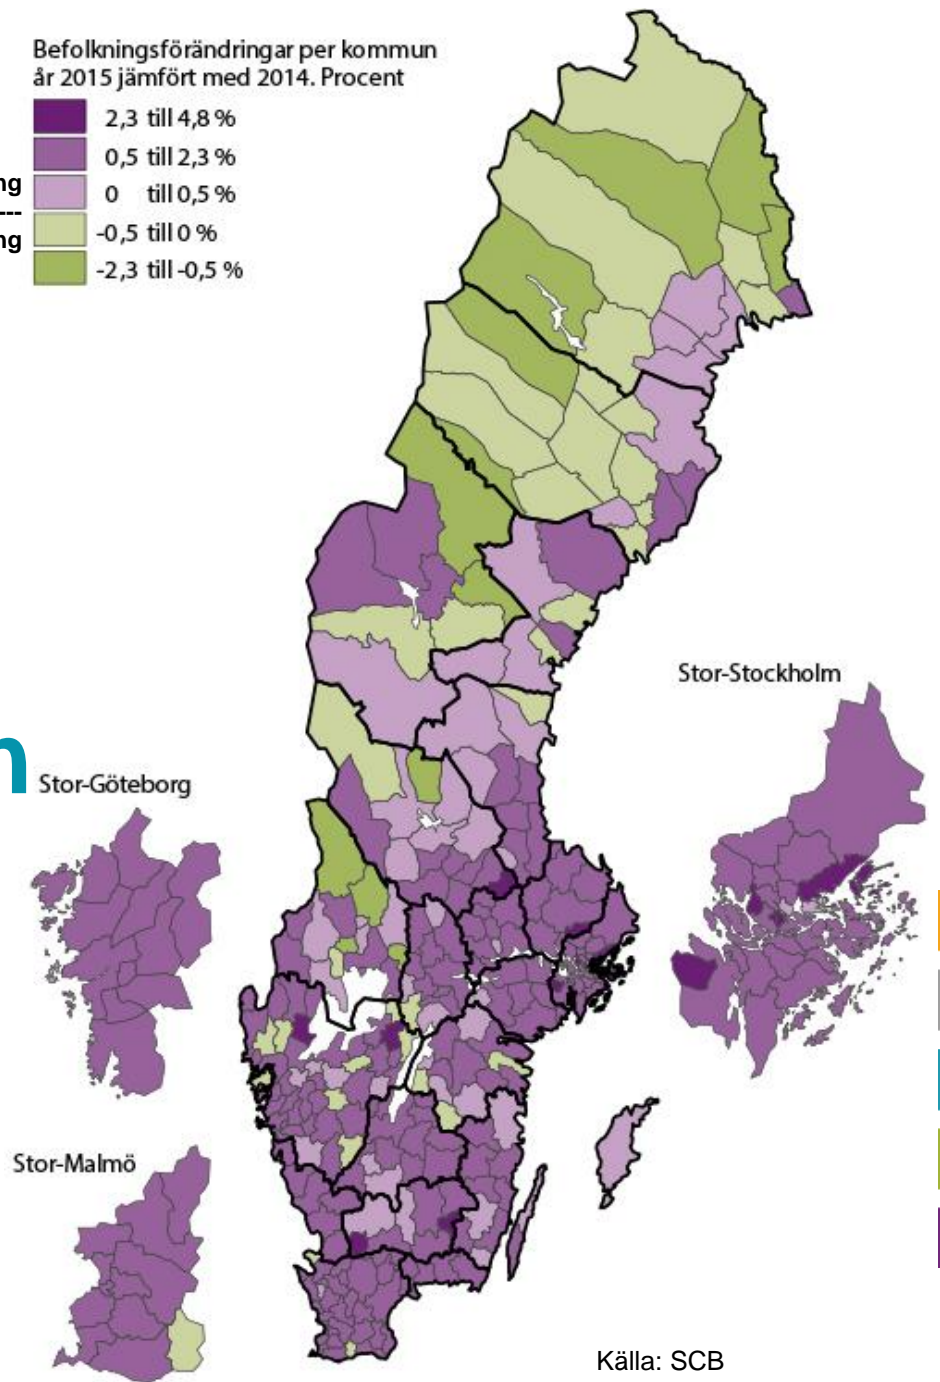 Befolkningsförändringar per kommun
år 2015 jämfört med 2014. Procent
2,3 till 4,8 %
0,5 till 2,3 %
0 till 0,5 %
-0,5 till 0 %
-2,3 till -0,5 %
ng
---
ng
Stor-Stockholm
n
Stor-Göteborg
Stor-Malmö
Källa: SCB